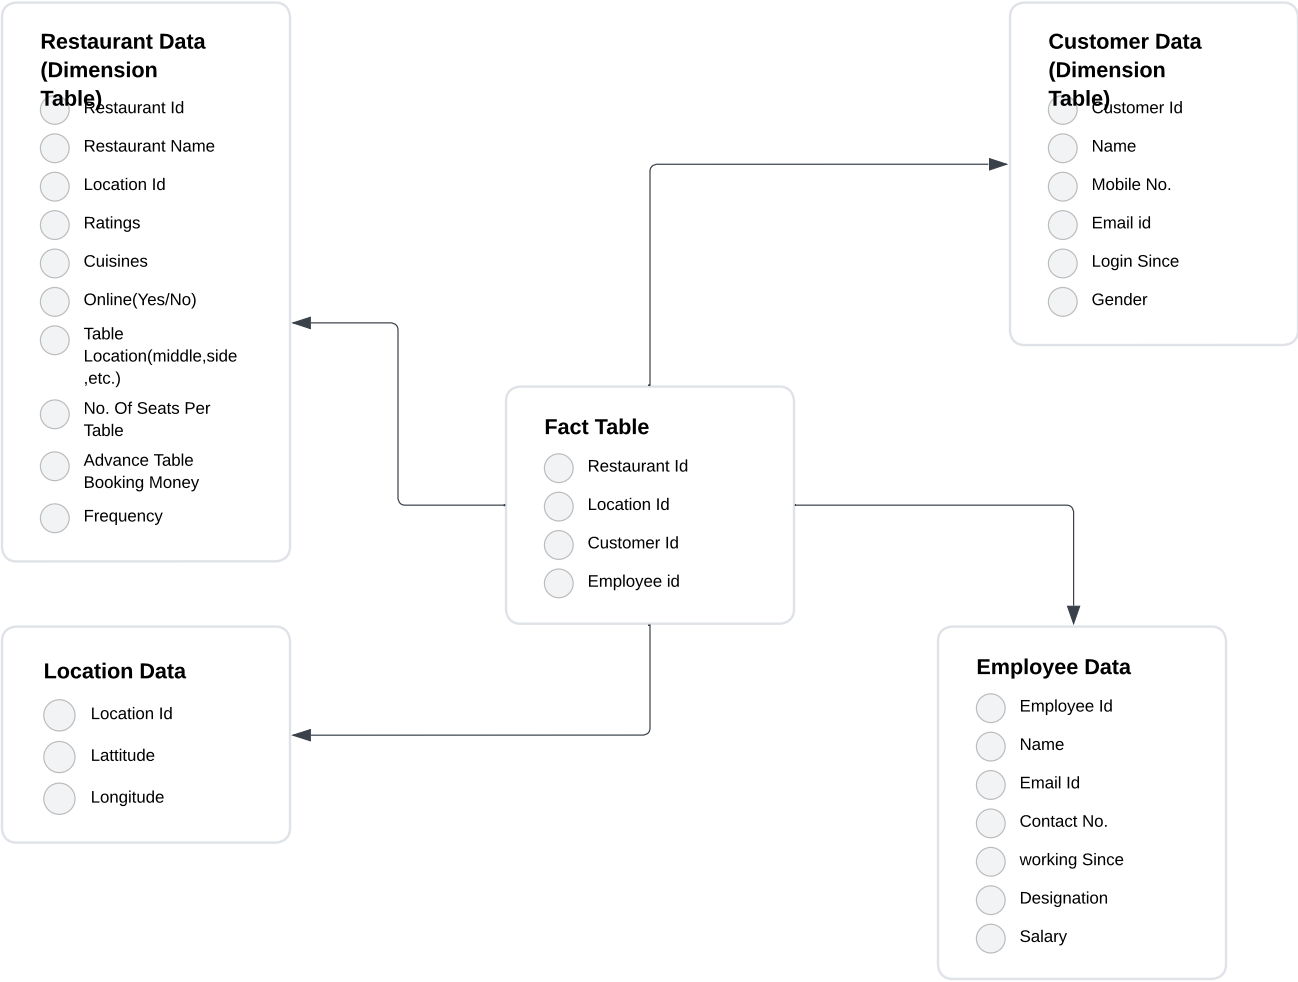 Restaurant Data
(Dimension
Table)
Restaurant Id
Restaurant Name
Location Id
Ratings
Cuisines
Online(Yes/No)
Table
Location(middle,side
,etc.)
No. Of Seats Per
Table
Advance Table
Booking Money
Frequency
Customer Data
(Dimension
Table)
Customer Id
Name
Mobile No.
Email id
Login Since
Gender
Fact Table
Restaurant Id
Location Id
Customer Id
Employee id
Location Data
Location Id
Lattitude
Longitude
Employee Data
Employee Id
Name
Email Id
Contact No.
working Since
Designation
Salary